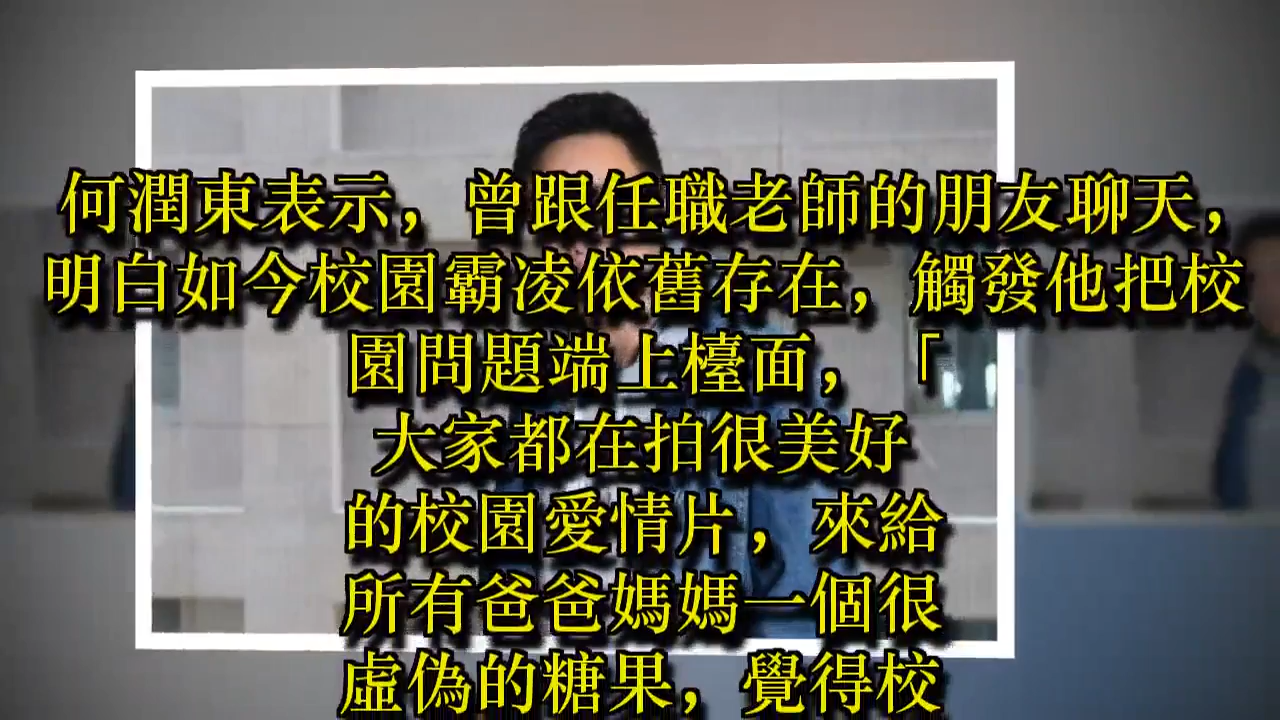 何潤東表示，曾跟任職老師的朋友聊天，
明白如今校園霸凌依舊存在，觸發他把校
園問題端上檯面，「
大家都在拍很美好
的校園愛情片，來給
所有爸爸媽媽一個很
虛偽的糖果，覺得校